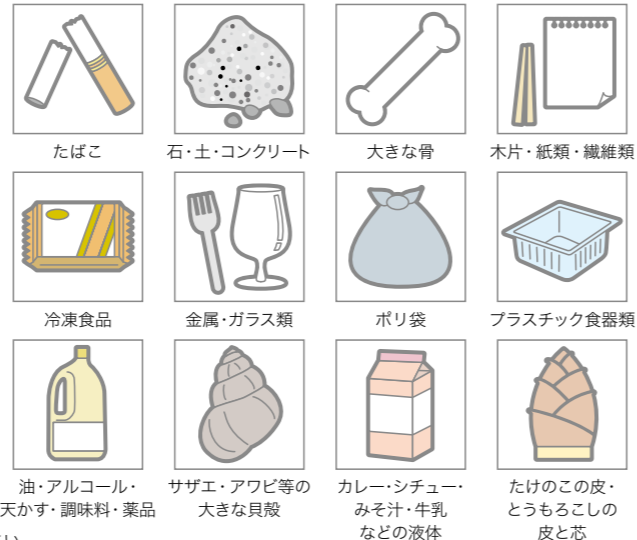 たばこ
石・土・コンクリート
大きな骨
木片・紙類・繊維類
冷凍食品
金属・ガラス類
ポリ袋
プラスチック食器類
油・アルコール・
天かす・調味料・薬品
サザエ・アワビ等の
大きな貝殻
カレー・シチュー・
みそ汁・牛乳
などの液体
たけのこの皮・
とうもろこしの
皮と芯